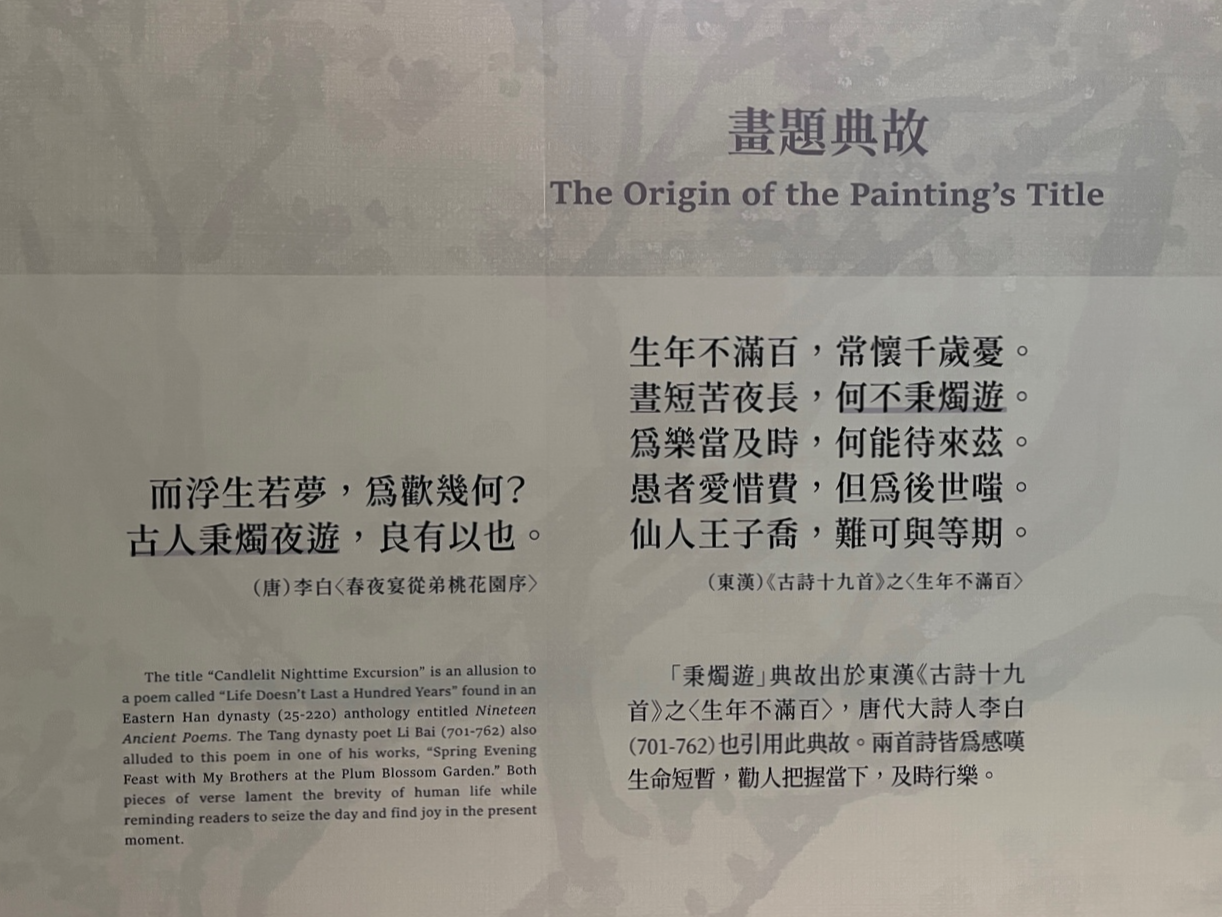 畫題典故
The Origin of the Painting’s Title
生年不滿百，常懷千歲憂。
晝短苦夜長，何不秉燭遊。
爲樂當及時，何能待來茲。
愚者愛惜費，但爲後世嗤。
仙人王子喬，難可與等期。
（東漢）《古詩十九首》之〈生年不滿百〉
而浮生若夢，爲歡幾何？
古人秉燭夜遊，良有以也。
（唐）李白〈春夜宴從弟桃花園序〉
「秉燭遊」典故出於東漢《古詩十九
首》之〈生年不滿百〉，唐代大詩人李白
(701-762)也引用此典故。兩首詩皆爲感嘆
生命短暫，勸人把握當下，及時行樂。
The title “Candlelit Nighttime Excursion” is an allusion to
a poem called “Life Doesn’t Last a Hundred Years” found in an
Eastern Han dynasty (25-220) anthology entitled Nineteen
Ancient Poems. The Tang dynasty poet Li Bai (701-762) also
alluded to this poem in one of his works, “Spring Evening
Feast with My Brothers at the Plum Blossom Garden.” Both
pieces of verse lament the brevity of human life while
reminding readers to seize the day and find joy in the present
moment.